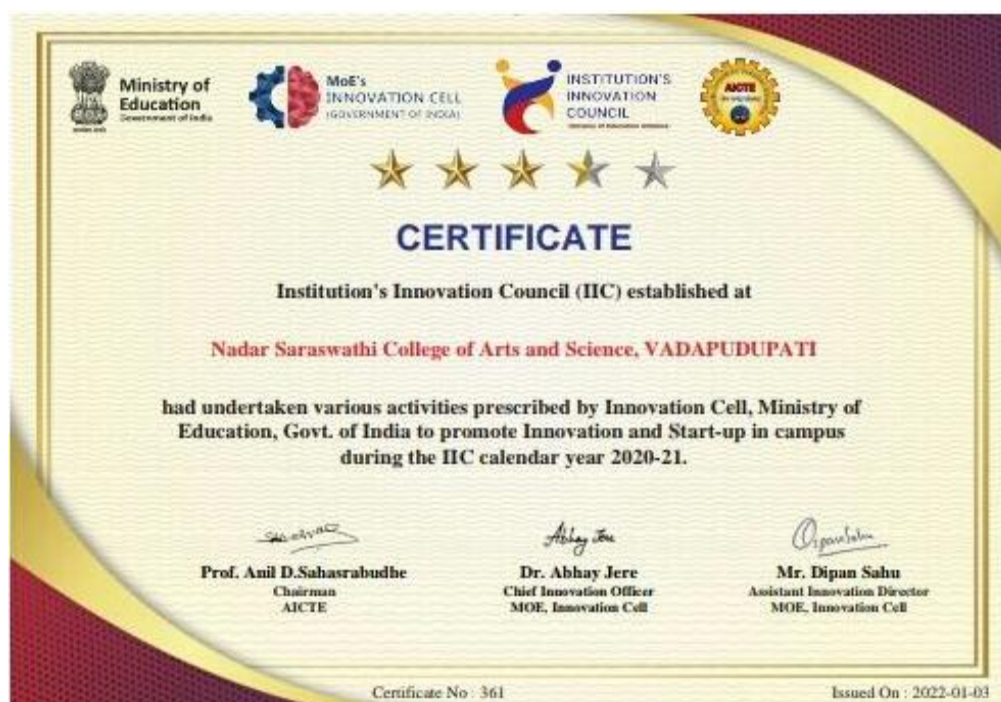 Ministry of
Education
Government of India
MoE's
INNOVATION CELL
(GOVERNMENT OF INDIA)
INSTITUTION'S
INNOVATION
COUNCIL
AICTE
CERTIFICATE
Institution's Innovation Council (IIC) established at
Nadar Saraswathi College of Arts and Science, VADAPUDUPATI
had undertaken various activities prescribed by Innovation Cell, Ministry of
Education, Govt. of India to promote Innovation and Start-up in campus
during the IIC calendar year 2020-21.
Abhay Jere
Prof. Anil D.Sahasrabudhe
Chairman
AICTE
Dr. Abhay Jere
Chief Innovation Officer
MOE, Innovation Cell
Mr. Dipan Sahu
Assistant Innovation Director
MOE, Innovation Cell
Certificate No : 361
Issued On : 2022-01-03